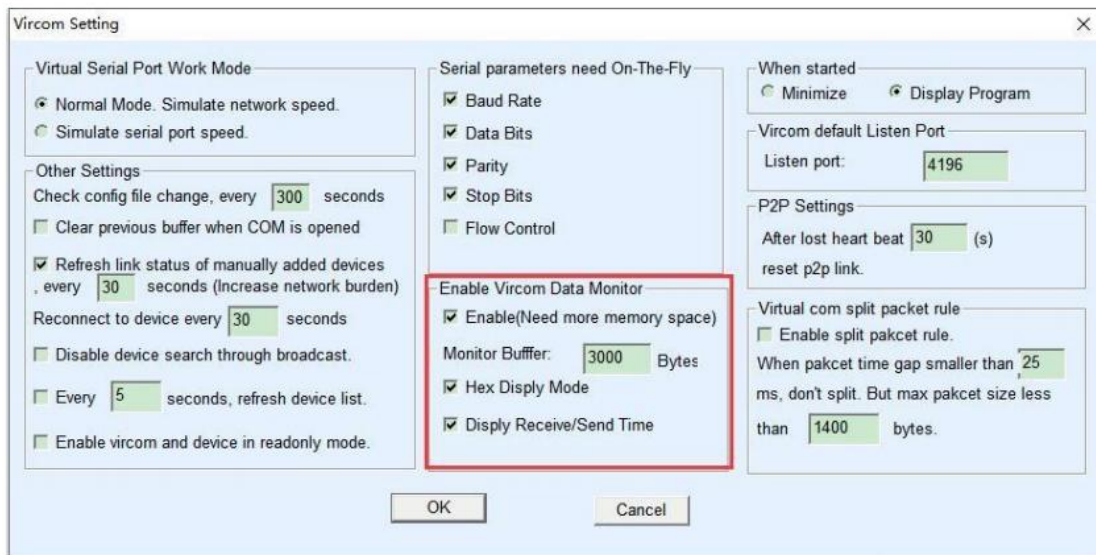 Vircom Setting
Virtual Serial Port Work Mode
Normal Mode. Simulate network speed.
Simulate serial port speed.
Other Settings
Check config file change, every 300 seconds
Clear previous buffer when COM is opened
Refresh link status of manually added devices
, every 30 seconds (Increase network burden)
Reconnect to device every 30 seconds
Disable device search through broadcast.
Every 5 seconds, refresh device list.
Enable vircom and device in readonly mode.
Serial parameters need On-The-Fly
Baud Rate
Data Bits
Parity
Stop Bits
Flow Control
Enable Vircom Data Monitor
Enable(Need more memory space)
Monitor Bufffer: 3000 Bytes
Hex Disply Mode
Disply Receive/Send Time
When started
Minimize Display Program
Vircom default Listen Port
Listen port: 4196
P2P Settings
After lost heart beat 30 (s)
reset p2p link.
Virtual com split packet rule
Enable split pakcet rule.
When pakcet time gap smaller than 25
ms, don't split. But max pakcet size less
than 1400 bytes.
OK Cancel